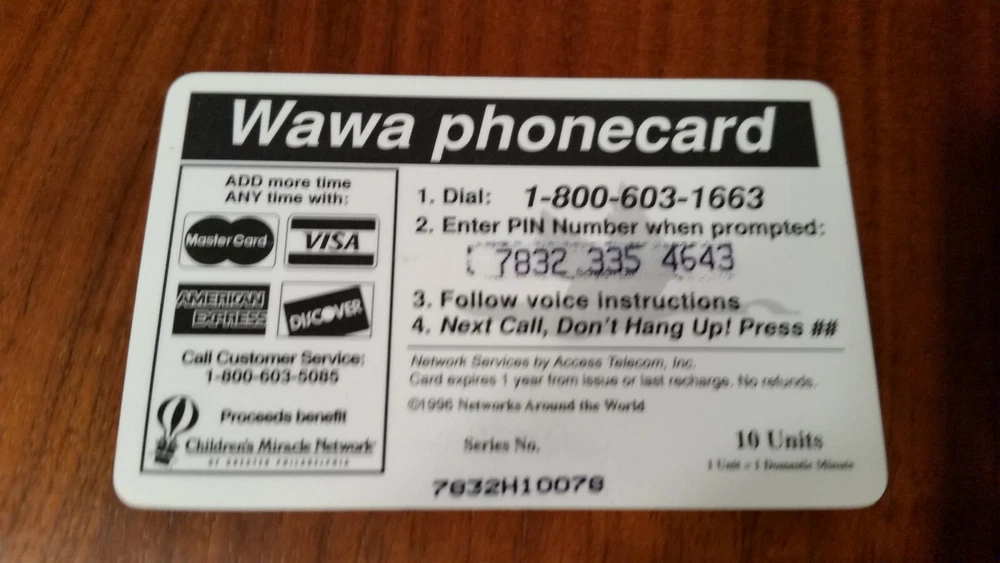 Wawa phonecard
ADD more time
ANY time with:
MasterCard
VISA
AMERICAN
EXPRESS
DISCOVER
Call Customer Service:
1-800-603-5085
Proceeds benefit
Children's Miracle Network
OF GREATER PHILADELPHIA
1. Dial: 1-800-603-1663
2. Enter PIN Number when prompted:
7832 335 4643
3. Follow voice instructions
4. Next Call, Don't Hang Up! Press ##
Network Services by Access Telecom, Inc.
Card expires 1 year from issue or last recharge. No refunds.
©1996 Networks Around the World
Series No.
7832H10078
10 Units
1 Unit = 1 Domestic Minute